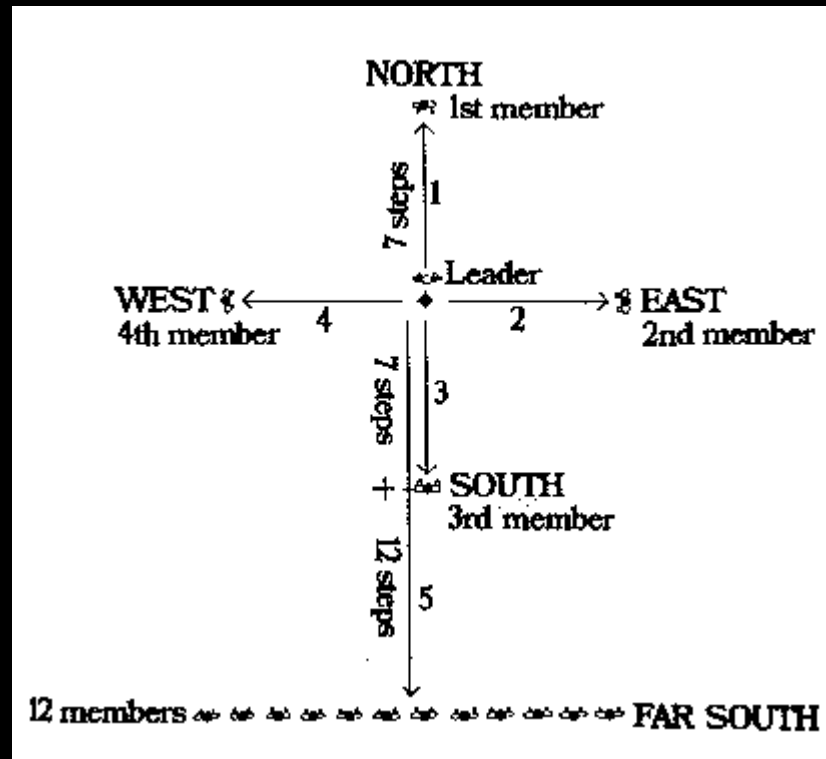 NORTH
1st member
7 steps
1
Leader
WEST
4th member
4
2
EAST
2nd member
7 steps
3
+
SOUTH
3rd member
12 steps
5
12 members
FAR SOUTH